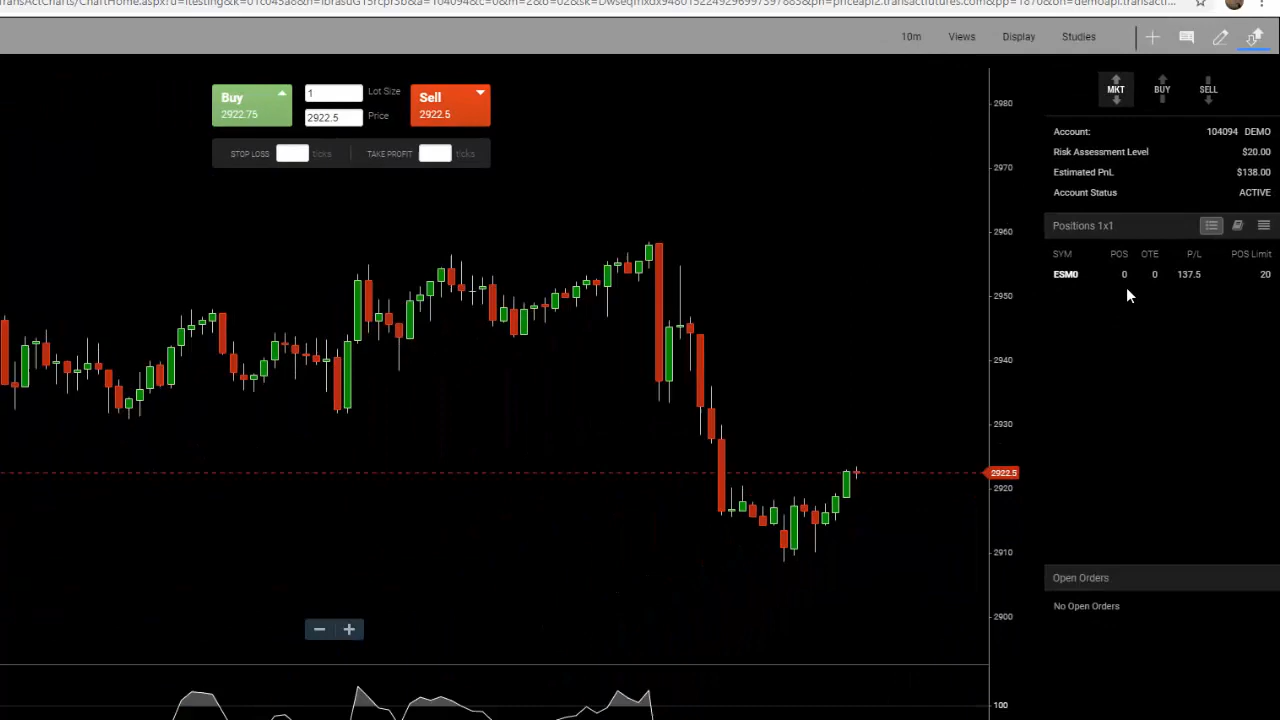 10m Views Display Studies
Buy
2922.75
1 Lot Size
2922.5 Price
Sell
2922.5
STOP LOSS ticks TAKE PROFIT ticks
MKT BUY SELL
Account: 104094 DEMO
Risk Assessment Level $20.00
Estimated PnL $138.00
Account Status ACTIVE
Positions 1x1
SYM POS OTE P/L POS Limit
ESM0 0 0 137.5 20
2980
2970
2960
2950
2940
2930
2922.5
2920
2910
2900
Open Orders
No Open Orders
100